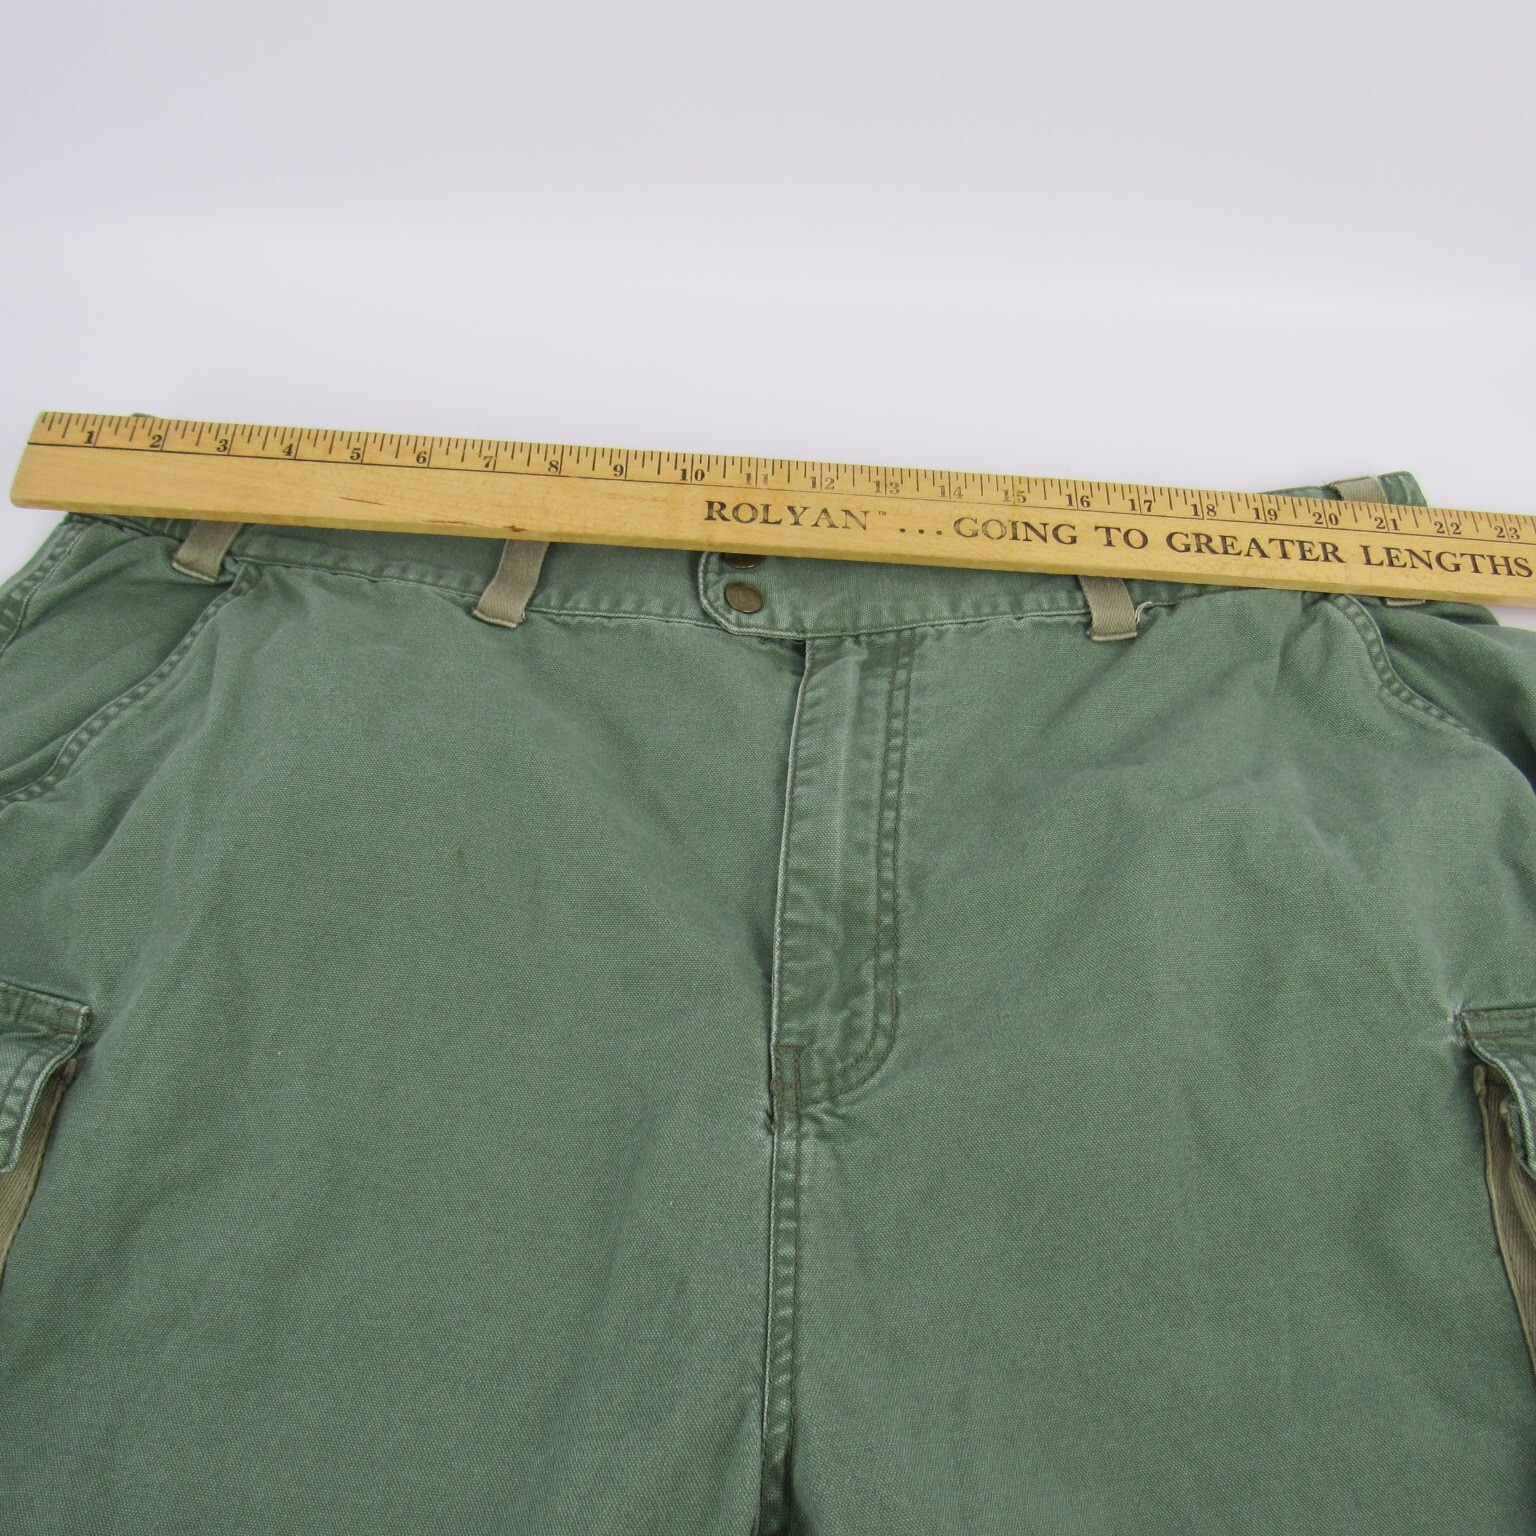 1 2 3 4 5 6 7 8 9 10 11 12 13 14 15 16 17 18 19 20 21 22 23
ROLYAN™ ... GOING TO GREATER LENGTHS